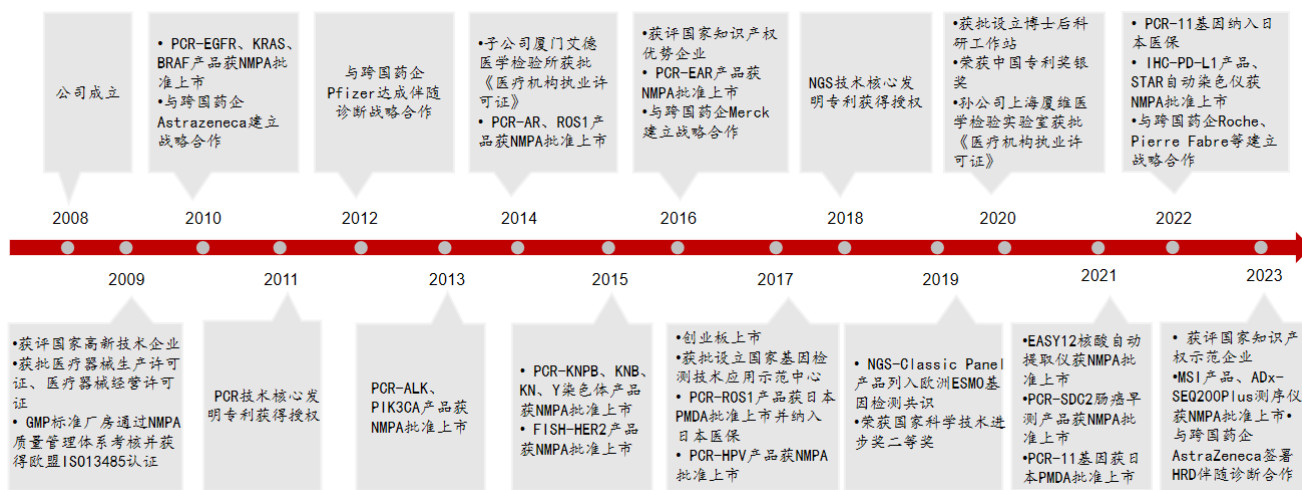 公司成立
• PCR-EGFR、KRAS、
BRAF产品获NMPA批
准上市
•与跨国药企
Astrazeneca建立
战略合作
与跨国药企
Pfizer达成伴随
诊断战略合作
•子公司厦门艾德
医学检验所获批
《医疗机构执业许
可证》
• PCR-AR、ROS1产
品获NMPA批准上市
•获评国家知识产权
优势企业
• PCR-EAR产品获
NMPA批准上市
•与跨国药企Merck
建立战略合作
NGS技术核心发
明专利获得授权
•获批设立博士后科
研工作站
•荣获中国专利奖银
奖
•孙公司上海厦维医
学检验实验室获批
《医疗机构执业许
可证》
• PCR-11基因纳入日
本医保
• IHC-PD-L1产品、
STAR自动染色仪获
NMPA批准上市
•与跨国药企Roche、
Pierre Fabre等建立
战略合作
2008
2010
2012
2014
2016
2018
2020
2022
2009
2011
2013
2015
2017
2019
2021
2023
•获评国家高新技术企业
•获批医疗器械生产许可
证、医疗器械经营许可
证
• GMP标准厂房通过NMPA
质量管理体系考核并获
得欧盟ISO13485认证
PCR技术核心发
明专利获得授权
PCR-ALK、
PIK3CA产品获
NMPA批准上市
• PCR-KNPB、KNB、
KN、Y染色体产品
获NMPA批准上市
• FISH-HER2产品获
NMPA批准上市
•创业板上市
•获批设立国家基因检
测技术应用示范中心
• PCR-ROS1产品获日本
PMDA批准上市并纳入
日本医保
• PCR-HPV产品获NMPA
批准上市
• NGS-Classic Panel
产品列入欧洲ESMO基
因检测共识
•荣获国家科学技术进
步奖二等奖
•EASY12核酸自动
提取仪获NMPA批
准上市
•PCR-SDC2肠癌早
测产品获NMPA批
准上市
•PCR-11基因获日
本PMDA批准上市
• 获评国家知识产
权示范企业
•MSI产品、ADx-
SEQ200Plus测序仪
获NMPA批准上市•
与跨国药企
AstraZeneca签署
HRD伴随诊断合作